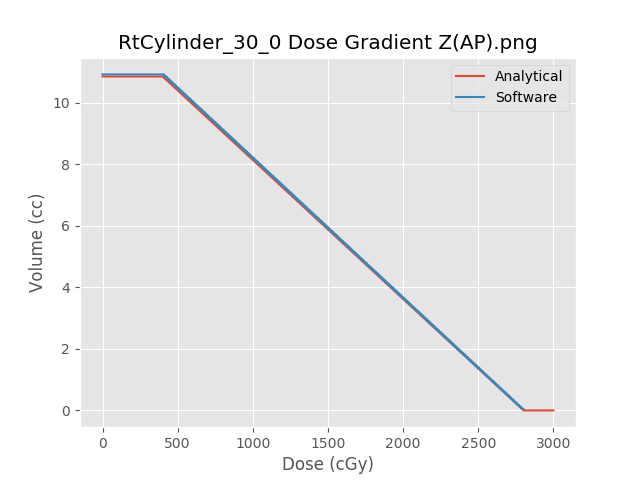 RtCylinder_30_0 Dose Gradient Z(AP).png
Analytical
Software
Volume (cc)
10
8
6
4
2
0
0 500 1000 1500 2000 2500 3000
Dose (cGy)